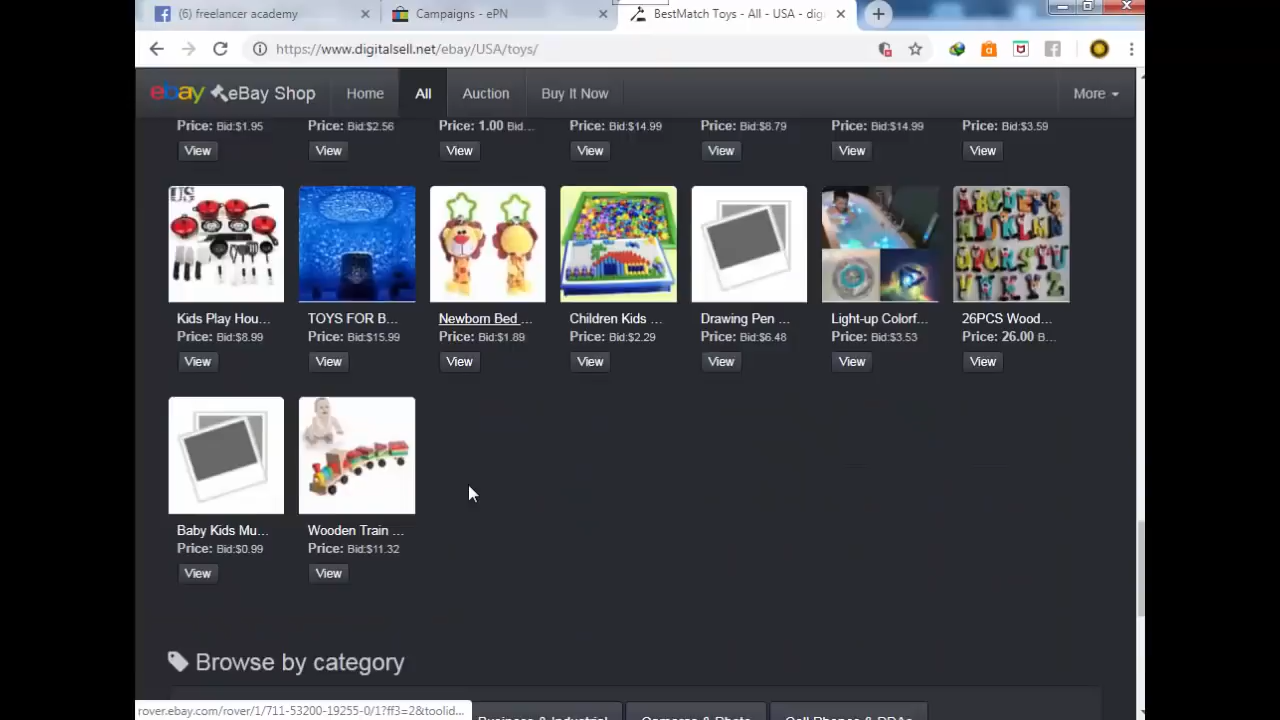 (6) freelancer academy
Campaigns - ePN
BestMatch Toys - All - USA - digi
https://www.digitalsell.net/ebay/USA/toys/
ebay eBay Shop Home All Auction Buy It Now More
Price: Bid:$1.95 Price: Bid:$2.56 Price: 1.00 Bid... Price: Bid:$14.99 Price: Bid:$8.79 Price: Bid:$14.99 Price: Bid:$3.59
View View View View View View View
US
Kids Play Hou... TOYS FOR B... Newborn Bed ... Children Kids ... Drawing Pen ... Light-up Colorf... 26PCS Wood...
Price: Bid:$8.99 Price: Bid:$15.99 Price: Bid:$1.89 Price: Bid:$2.29 Price: Bid:$6.48 Price: Bid:$3.53 Price: 26.00 B...
View View View View View View View
Baby Kids Mu... Wooden Train ...
Price: Bid:$0.99 Price: Bid:$11.32
View View
Browse by category
rover.ebay.com/rover/1/711-53200-19255-0/1?ff3=2&toolid...
Business & Industrial Cameras & Photo Cell Phones & PDAs